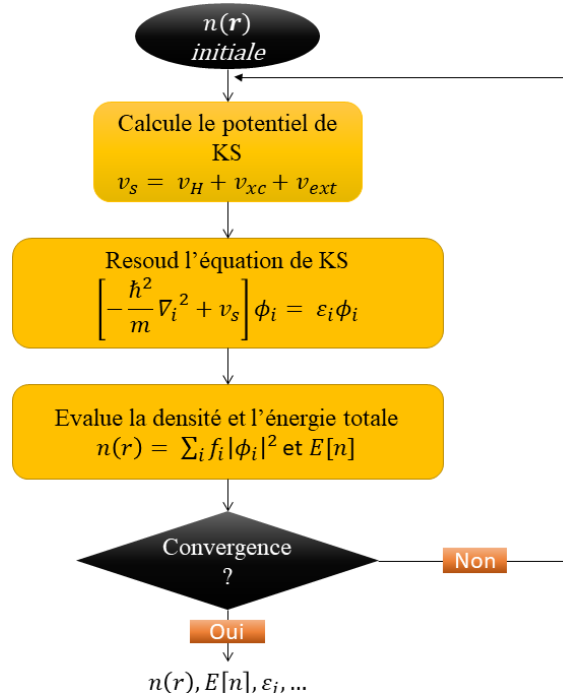 n(r)
initiale
Calcule le potentiel de
KS
v_s = v_H + v_xc + v_ext
Resoud l'équation de KS
[-ℏ²/m ∇_i² + v_s] ϕ_i = ε_i ϕ_i
Evalue la densité et l'énergie totale
n(r) = ∑_i f_i |ϕ_i|² et E[n]
Convergence
?
Non
Oui
n(r), E[n], ε_i, ...